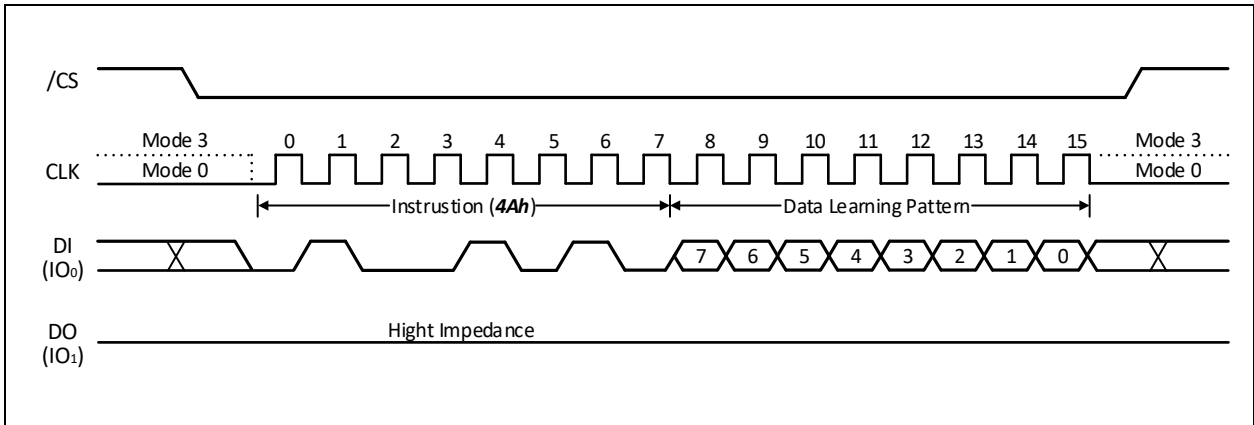 /CS
0 1 2 3 4 5 6 7 8 9 10 11 12 13 14 15
Mode 3 Mode 3
CLK Mode 0 Mode 0
Instrustion (4Ah) Data Learning Pattern
DI
(IO₀) 7 6 5 4 3 2 1 0
DO Hight Impedance
(IO₁)